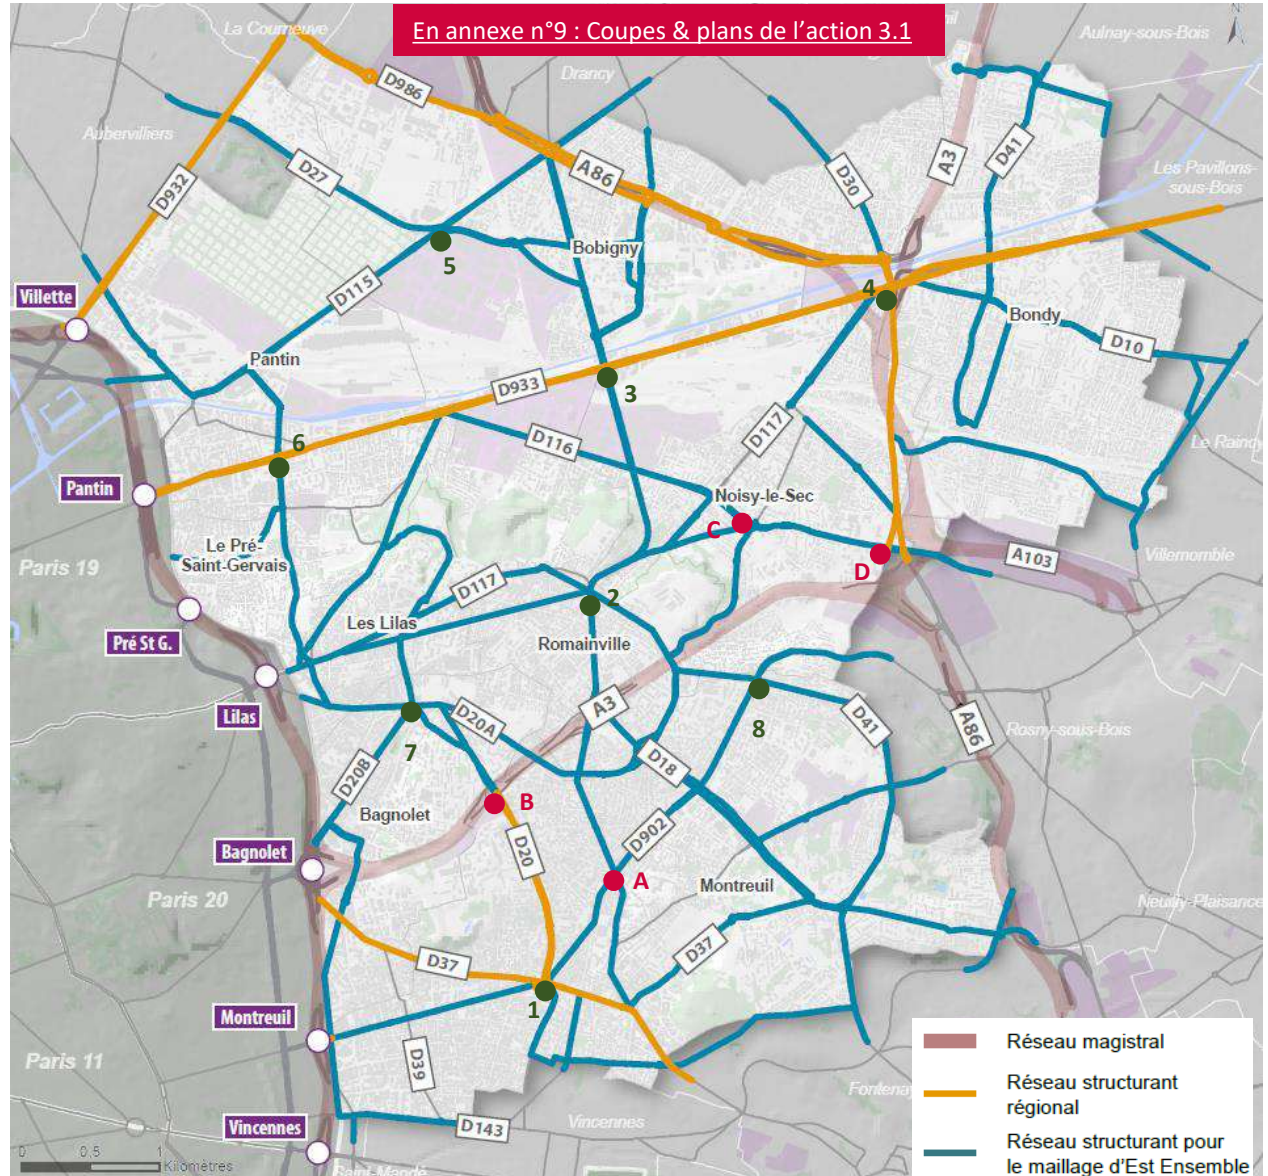 En annexe n°9 : Coupes & plans de l'action 3.1
La Courneuve
Aulnay-sous-Bois
N
Drancy
D986
Aubervilliers
D27
A86
D30
A3
D41
Les Pavillons-
sous-Bois
D932
Bobigny
5
D115
4
Villette
Bondy
Pantin
D10
D933
3
D116
D117
6
Le Raincy
Pantin
Noisy-le-Sec
C
Le Pré-
Saint-Gervais
D
A103
Villemomble
Paris 19
D117
2
Pré St G.
Les Lilas
Romainville
Lilas
A3
8
D20A
D41
A86
Rosny-sous-Bois
7
D18
D20B
B
Bagnolet
D902
D20
Bagnolet
A
Montreuil
Paris 20
Neuilly-Plaisance
D37
D37
1
Montreuil
D39
Paris 11
Fontenay
Vincennes
D143
Vincennes
Saint-Mandé
0 0,5 1
Kilomètres
Réseau magistral
Réseau structurant
régional
Réseau structurant pour
le maillage d'Est Ensemble